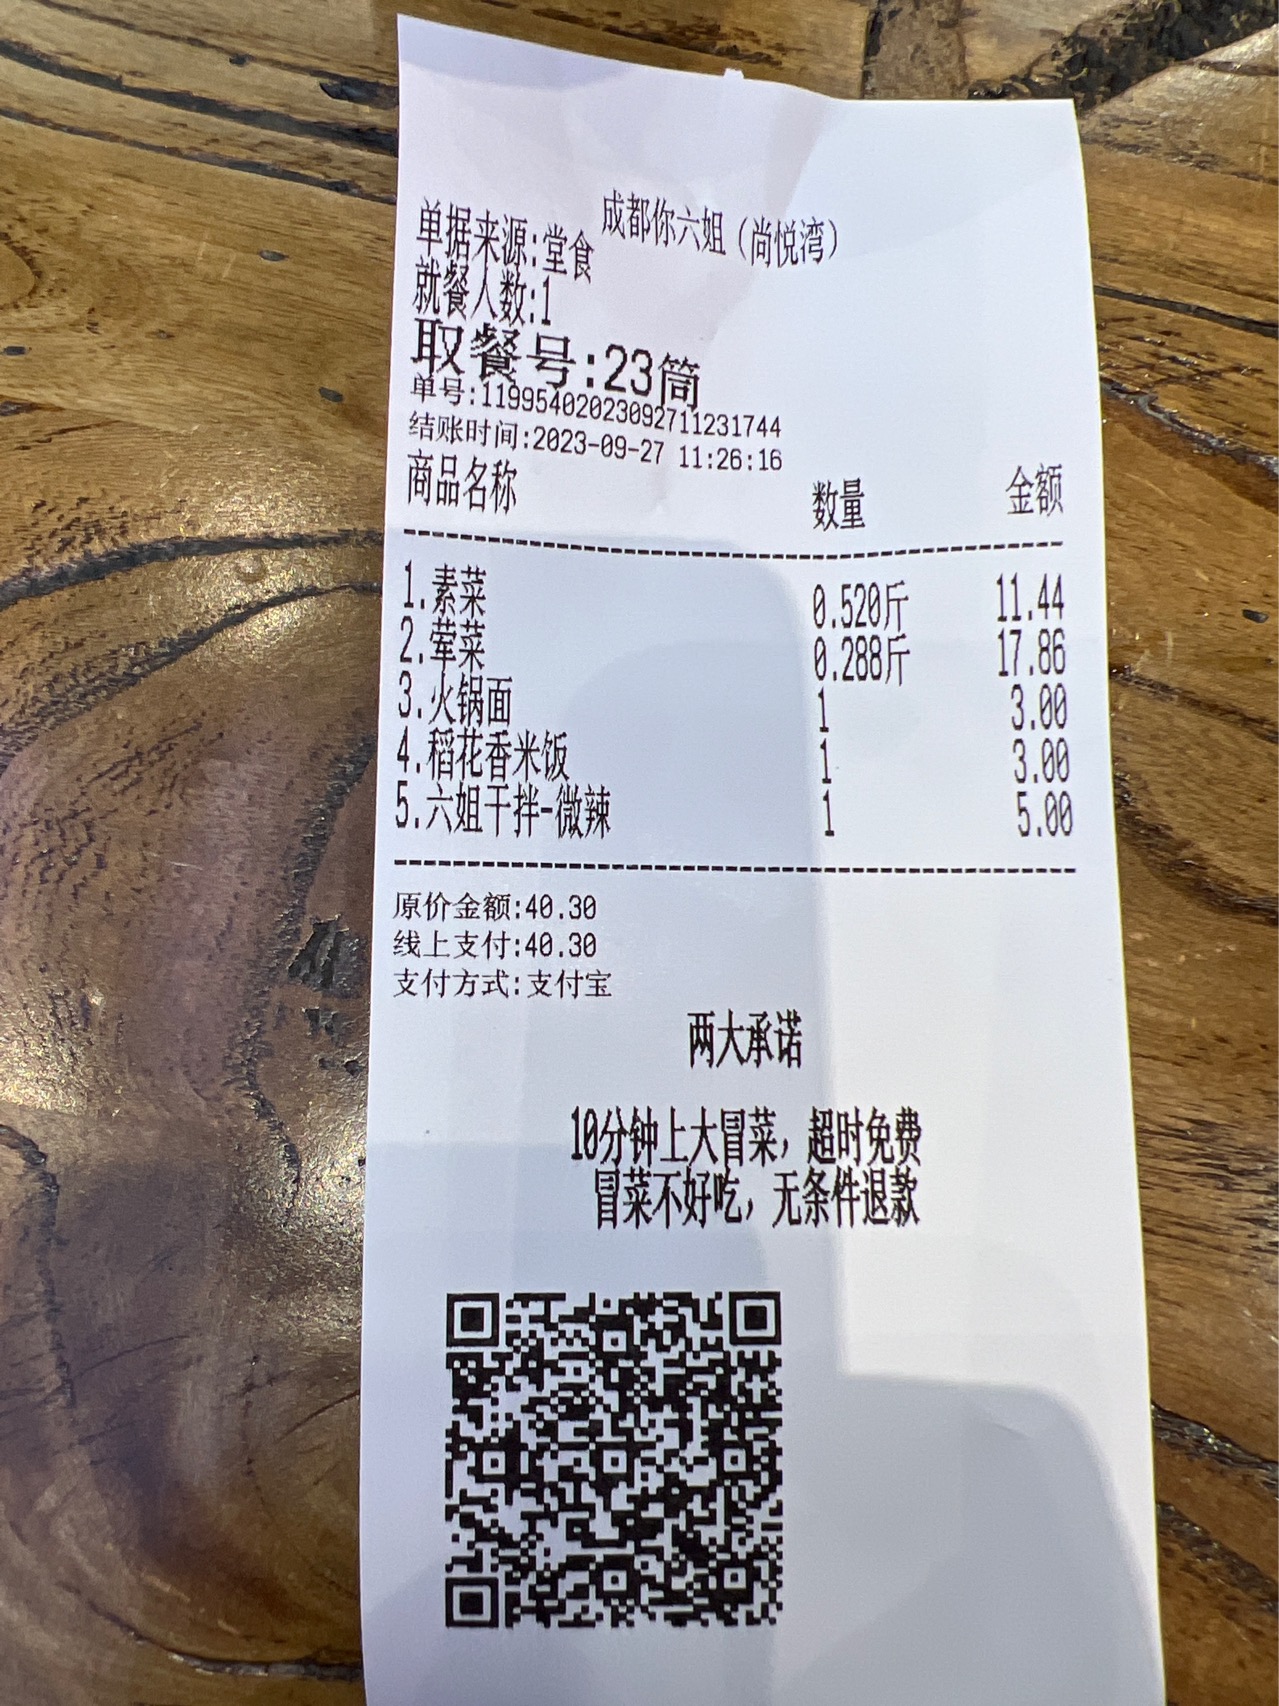 成都你六姐（尚悦湾）
单据来源:堂食
就餐人数:1
取餐号:23筒
单号:11995402023092711231744
结账时间:2023-09-27 11:26:16
商品名称 数量 金额
1.素菜 0.520斤 11.44
2.荤菜 0.288斤 17.86
3.火锅面 1 3.00
4.稻花香米饭 1 3.00
5.六姐干拌-微辣 1 5.00
原价金额:40.30
线上支付:40.30
支付方式:支付宝
两大承诺
10分钟上大冒菜，超时免费
冒菜不好吃，无条件退款